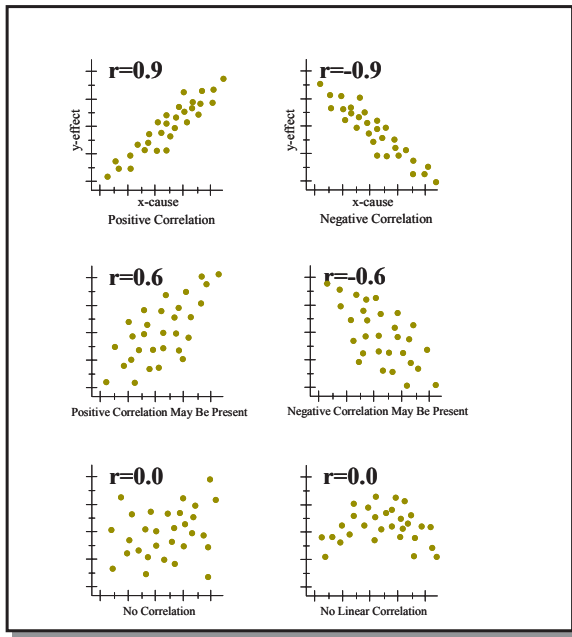 r=0.9
y-effect
x-cause
Positive Correlation
r=-0.9
y-effect
x-cause
Negative Correlation
r=0.6
Positive Correlation May Be Present
r=-0.6
Negative Correlation May Be Present
r=0.0
No Correlation
r=0.0
No Linear Correlation